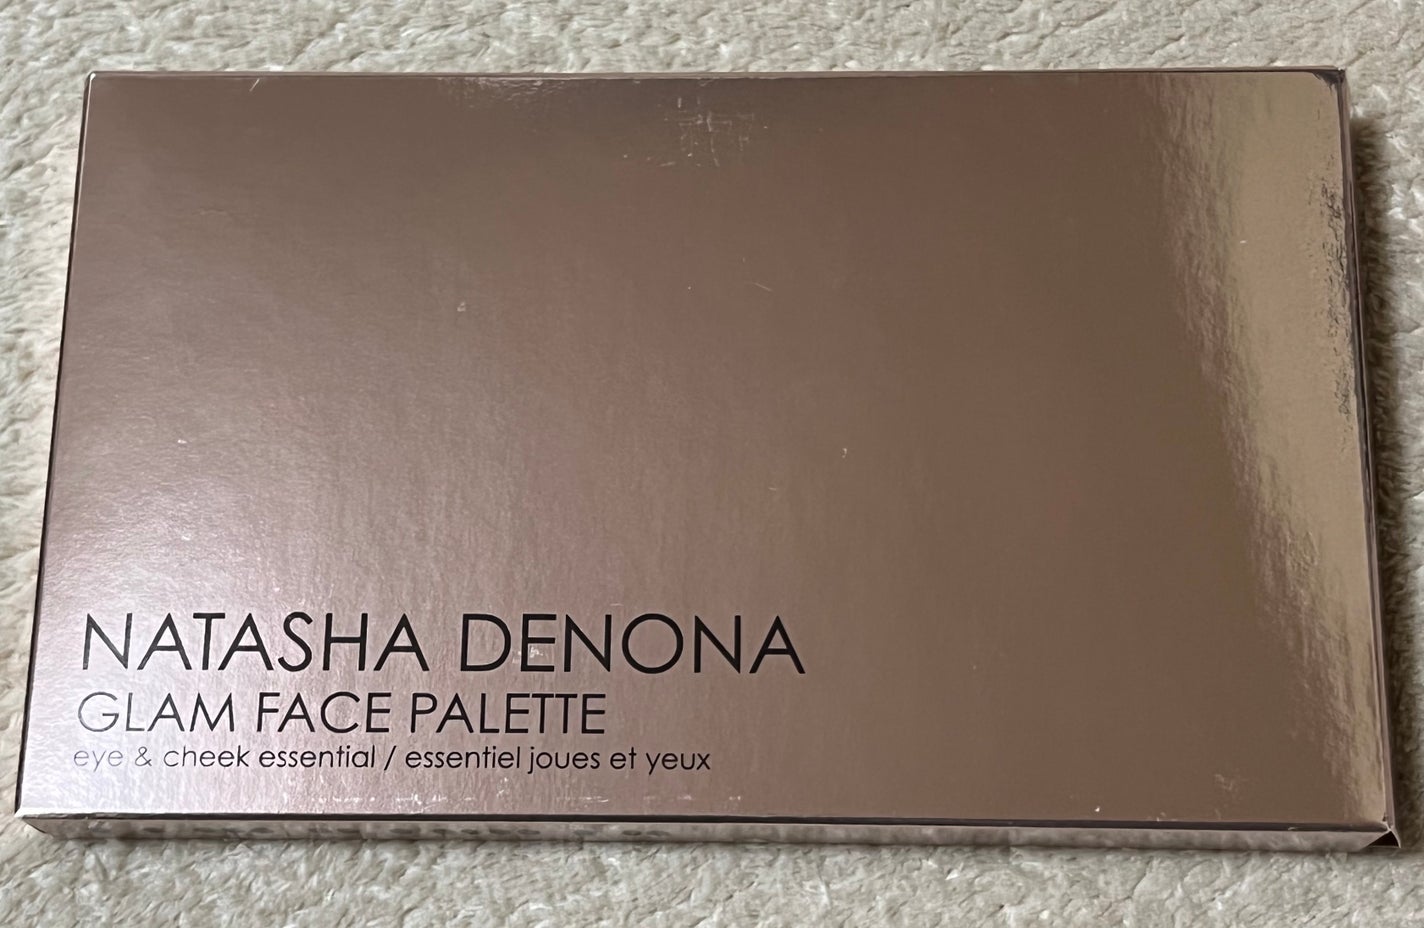 NATASHA DENONA
GLAM FACE PALETTE
eye & cheek essential / essentiel joues et yeux